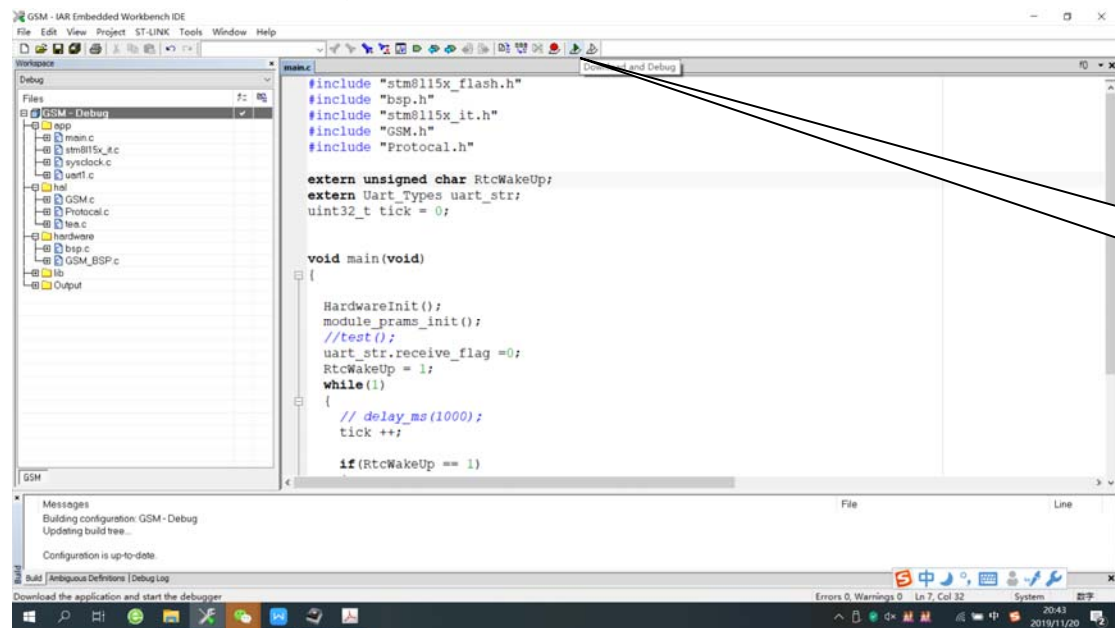 GSM - IAR Embedded Workbench IDE
File Edit View Project ST-LINK Tools Window Help
Workspace
main.c
Download and Debug
f()
Debug
Files
GSM - Debug
app
main.c
stm8l15x_it.c
sysclock.c
uart1.c
hal
GSM.c
Protocal.c
tea.c
hardware
bsp.c
GSM_BSP.c
lib
Output
GSM
#include "stm8l15x_flash.h"
#include "bsp.h"
#include "stm8l15x_it.h"
#include "GSM.h"
#include "Protocal.h"
extern unsigned char RtcWakeUp;
extern Uart_Types uart_str;
uint32_t tick = 0;
void main(void)
{
HardwareInit();
module_prams_init();
//test();
uart_str.receive_flag =0;
RtcWakeUp = 1;
while(1)
{
// delay_ms(1000);
tick ++;
if(RtcWakeUp == 1)
Messages File Line
Building configuration: GSM - Debug
Updating build tree...
Configuration is up-to-date.
Build
Build Ambiguous Definitions Debug Log
中
Download the application and start the debugger
Errors 0, Warnings 0 Ln 7, Col 32 System 数字
中
20:43
2019/11/20